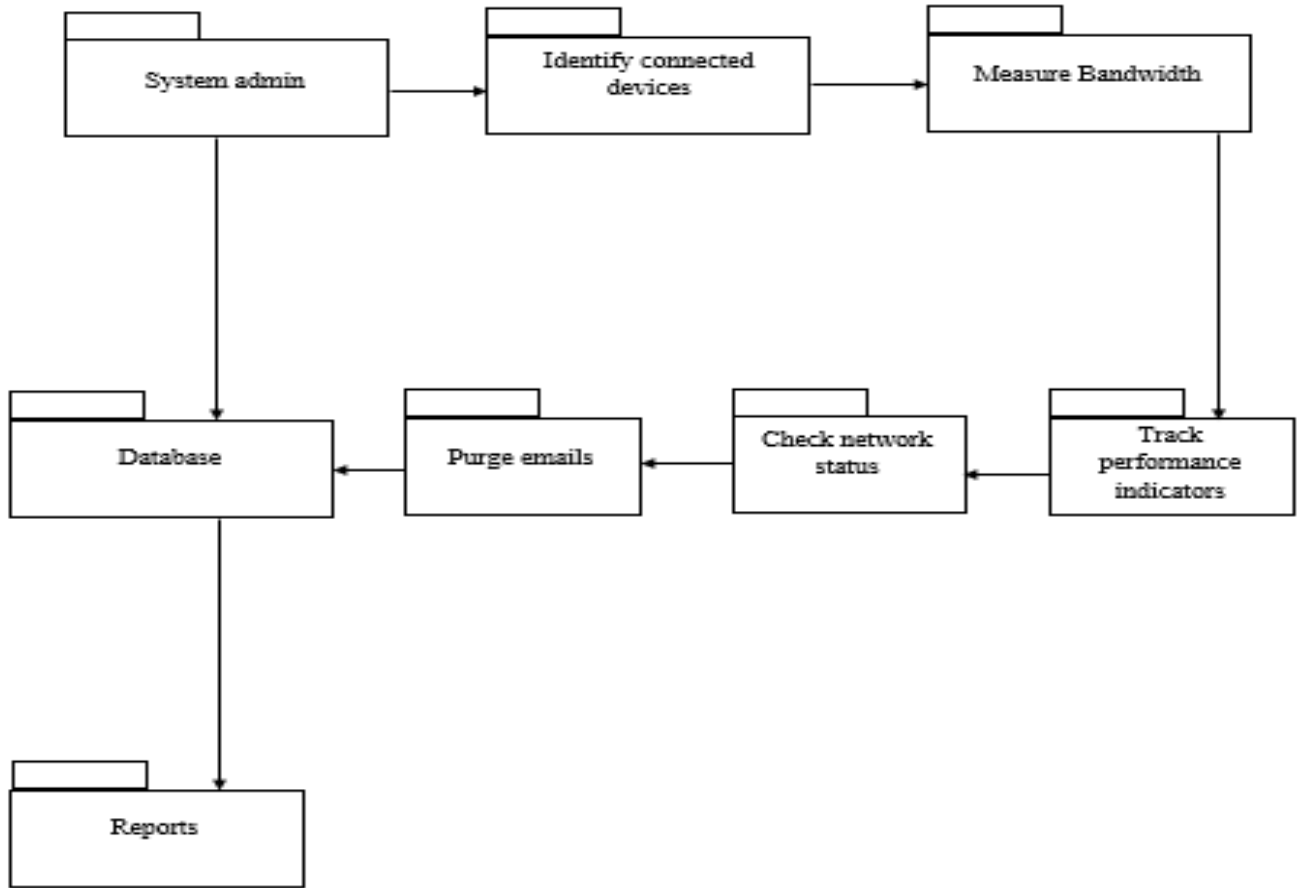 System admin
Identify connected
devices
Measure Bandwidth
Database
Purge emails
Check network
status
Track
performance
indicators
Reports